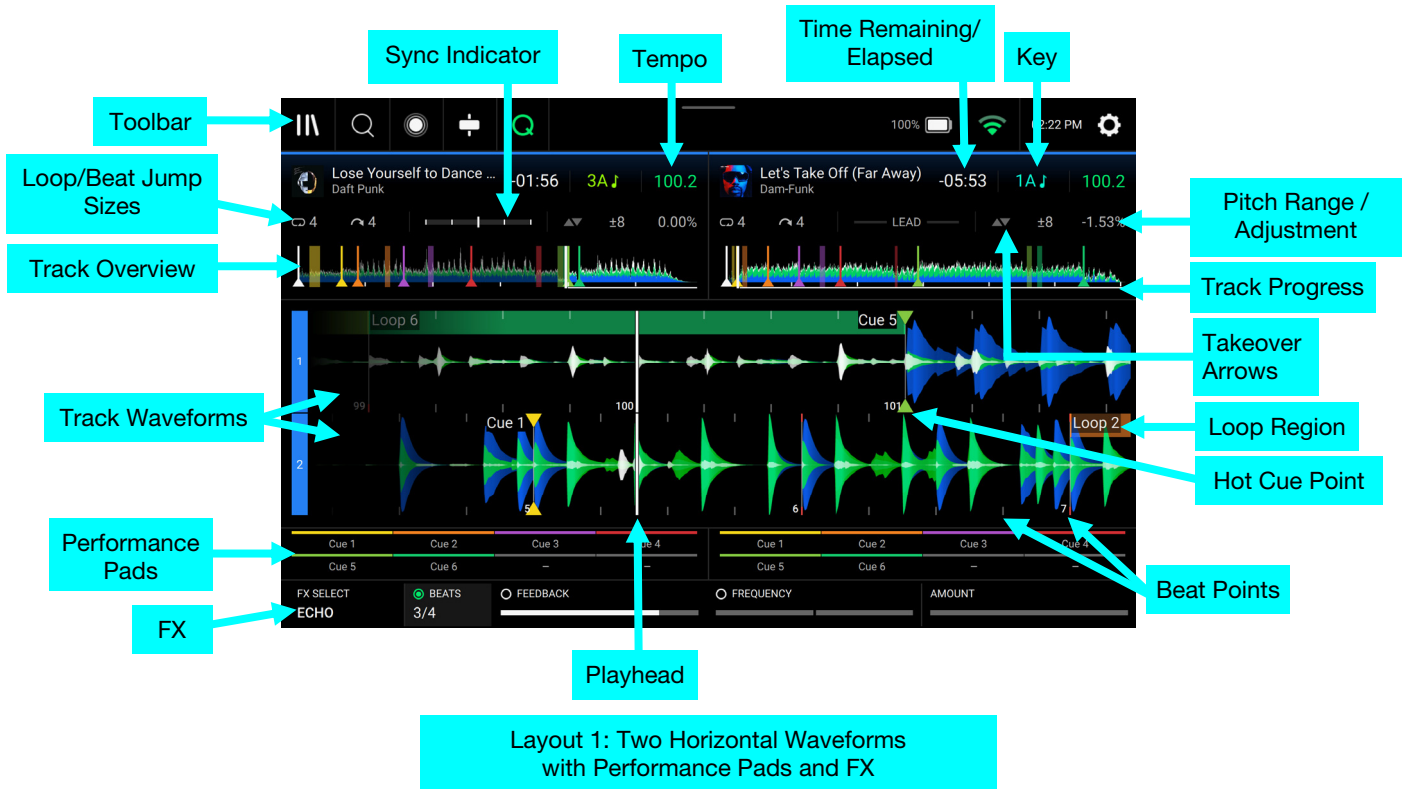 Time Remaining/
Elapsed
Sync Indicator
Tempo
Key
Toolbar
100%
02:22 PM
Loop/Beat Jump
Sizes
Lose Yourself to Dance ...
Daft Punk
-01:56
3A
100.2
Let's Take Off (Far Away)
Dam-Funk
-05:53
1A
100.2
4
4
±8
0.00%
4
4
LEAD
±8
-1.53%
Pitch Range /
Adjustment
Track Overview
Track Progress
Loop 6
Cue 5
1
99
100
101
Takeover
Arrows
Track Waveforms
Cue 1
Loop 2
Loop Region
2
5
6
7
Hot Cue Point
Performance
Pads
Cue 1
Cue 2
Cue 3
Cue 4
Cue 1
Cue 2
Cue 3
Cue 4
Cue 5
Cue 6
–
–
Cue 5
Cue 6
–
–
Beat Points
FX SELECT
ECHO
BEATS
3/4
FEEDBACK
FREQUENCY
AMOUNT
FX
Playhead
Layout 1: Two Horizontal Waveforms
with Performance Pads and FX